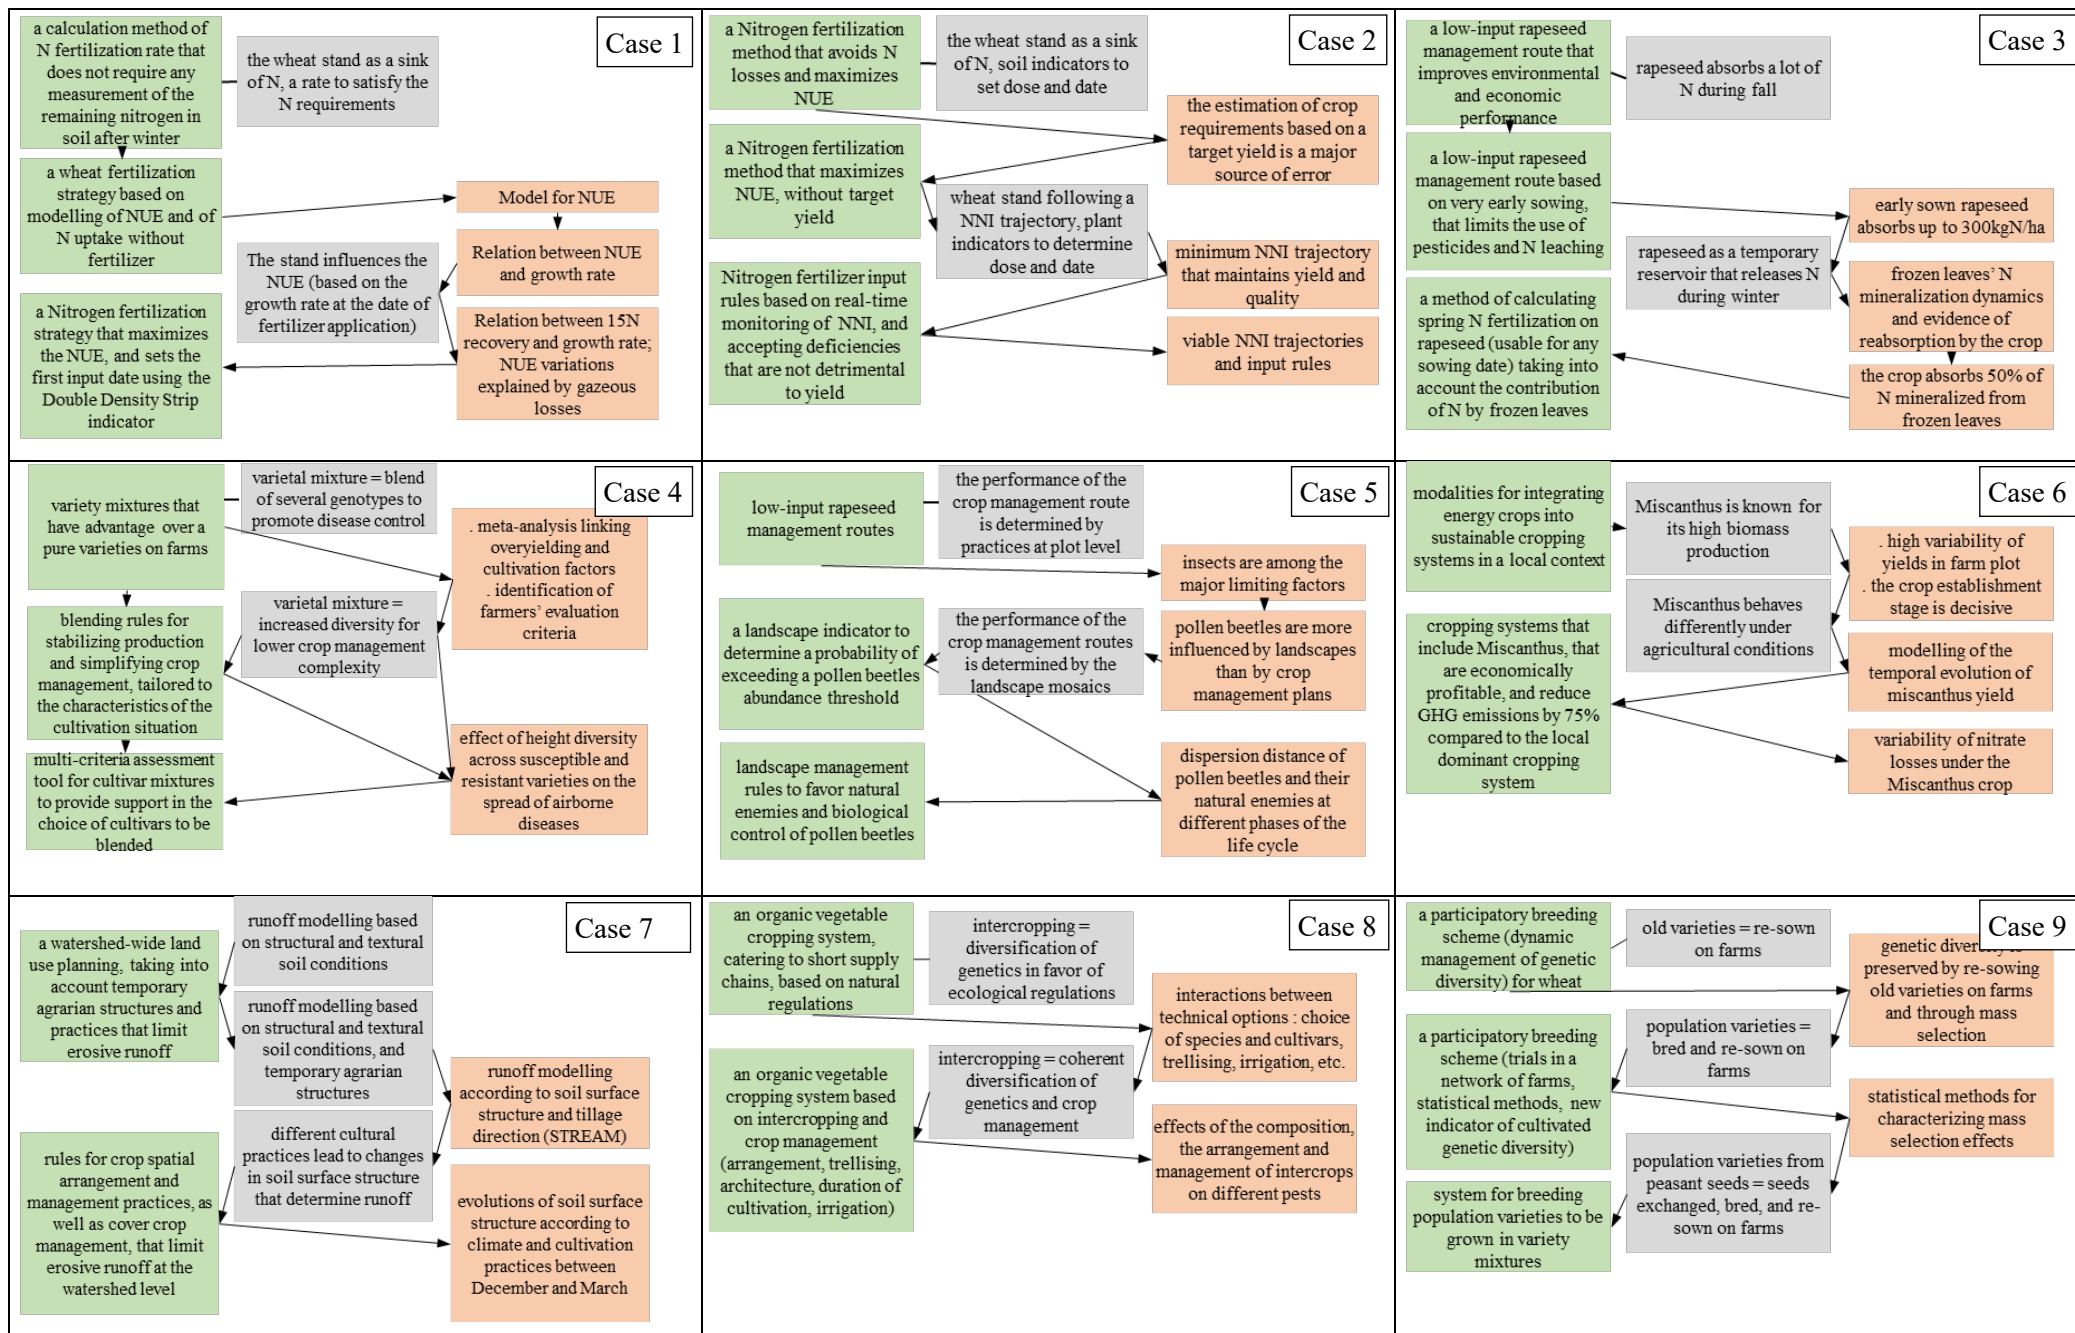 Case 1
a calculation method of
N fertilization rate that
does not require any
measurement of the
remaining nitrogen in
soil after winter
the wheat stand as a sink
of N, a rate to satisfy the
N requirements
a wheat fertilization
strategy based on
modelling of NUE and of
N uptake without
fertilizer
Model for NUE
Relation between NUE
and growth rate
The stand influences the
NUE (based on the
growth rate at the date of
fertilizer application)
Relation between 15N
recovery and growth rate;
NUE variations
explained by gazeous
losses
a Nitrogen fertilization
strategy that maximizes
the NUE, and sets the
first input date using the
Double Density Strip
indicator
Case 2
a Nitrogen fertilization
method that avoids N
losses and maximizes
NUE
the wheat stand as a sink
of N, soil indicators to
set dose and date
the estimation of crop
requirements based on a
target yield is a major
source of error
a Nitrogen fertilization
method that maximizes
NUE, without target
yield
wheat stand following a
NNI trajectory, plant
indicators to determine
dose and date
minimum NNI trajectory
that maintains yield and
quality
Nitrogen fertilizer input
rules based on real-time
monitoring of NNI, and
accepting deficiencies
that are not detrimental
to yield
viable NNI trajectories
and input rules
Case 3
a low-input rapeseed
management route that
improves environmental
and economic
performance
rapeseed absorbs a lot of
N during fall
a low-input rapeseed
management route based
on very early sowing,
that limits the use of
pesticides and N leaching
early sown rapeseed
absorbs up to 300kgN/ha
rapeseed as a temporary
reservoir that releases N
during winter
frozen leaves' N
mineralization dynamics
and evidence of
reabsorption by the crop
a method of calculating
spring N fertilization on
rapeseed (usable for any
sowing date) taking into
account the contribution
of N by frozen leaves
the crop absorbs 50% of
N mineralized from
frozen leaves
Case 4
variety mixtures that
have advantage over a
pure varieties on farms
varietal mixture = blend
of several genotypes to
promote disease control
. meta-analysis linking
overyielding and
cultivation factors
. identification of
farmers' evaluation
criteria
varietal mixture =
increased diversity for
lower crop management
complexity
blending rules for
stabilizing production
and simplifying crop
management, tailored to
the characteristics of the
cultivation situation
effect of height diversity
across susceptible and
resistant varieties on the
spread of airborne
diseases
multi-criteria assessment
tool for cultivar mixtures
to provide support in the
choice of cultivars to be
blended
Case 5
low-input rapeseed
management routes
the performance of the
crop management route
is determined by
practices at plot level
insects are among the
major limiting factors
a landscape indicator to
determine a probability of
exceeding a pollen beetles
abundance threshold
the performance of the
crop management routes
is determined by the
landscape mosaics
pollen beetles are more
influenced by landscapes
than by crop
management plans
landscape management
rules to favor natural
enemies and biological
control of pollen beetles
dispersion distance of
pollen beetles and their
natural enemies at
different phases of the
life cycle
Case 6
modalities for integrating
energy crops into
sustainable cropping
systems in a local context
Miscanthus is known for
its high biomass
production
. high variability of
yields in farm plot
. the crop establishment
stage is decisive
Miscanthus behaves
differently under
agricultural conditions
cropping systems that
include Miscanthus, that
are economically
profitable, and reduce
GHG emissions by 75%
compared to the local
dominant cropping
system
modelling of the
temporal evolution of
miscanthus yield
variability of nitrate
losses under the
Miscanthus crop
Case 7
a watershed-wide land
use planning, taking into
account temporary
agrarian structures and
practices that limit
erosive runoff
runoff modelling based
on structural and textural
soil conditions
runoff modelling based
on structural and textural
soil conditions, and
temporary agrarian
structures
runoff modelling
according to soil surface
structure and tillage
direction (STREAM)
different cultural
practices lead to changes
in soil surface structure
that determine runoff
rules for crop spatial
arrangement and
management practices, as
well as cover crop
management, that limit
erosive runoff at the
watershed level
evolutions of soil surface
structure according to
climate and cultivation
practices between
December and March
Case 8
an organic vegetable
cropping system,
catering to short supply
chains, based on natural
regulations
intercropping =
diversification of
genetics in favor of
ecological regulations
interactions between
technical options : choice
of species and cultivars,
trellising, irrigation, etc.
intercropping = coherent
diversification of
genetics and crop
management
an organic vegetable
cropping system based
on intercropping and
crop management
(arrangement, trellising,
architecture, duration of
cultivation, irrigation)
effects of the composition,
the arrangement and
management of intercrops
on different pests
Case 9
a participatory breeding
scheme (dynamic
management of genetic
diversity) for wheat
old varieties = re-sown
on farms
genetic diversity is
preserved by re-sowing
old varieties on farms
and through mass
selection
population varieties =
bred and re-sown on
farms
a participatory breeding
scheme (trials in a
network of farms,
statistical methods, new
indicator of cultivated
genetic diversity)
statistical methods for
characterizing mass
selection effects
population varieties from
peasant seeds = seeds
exchanged, bred, and re-
sown on farms
system for breeding
population varieties to be
grown in variety
mixtures